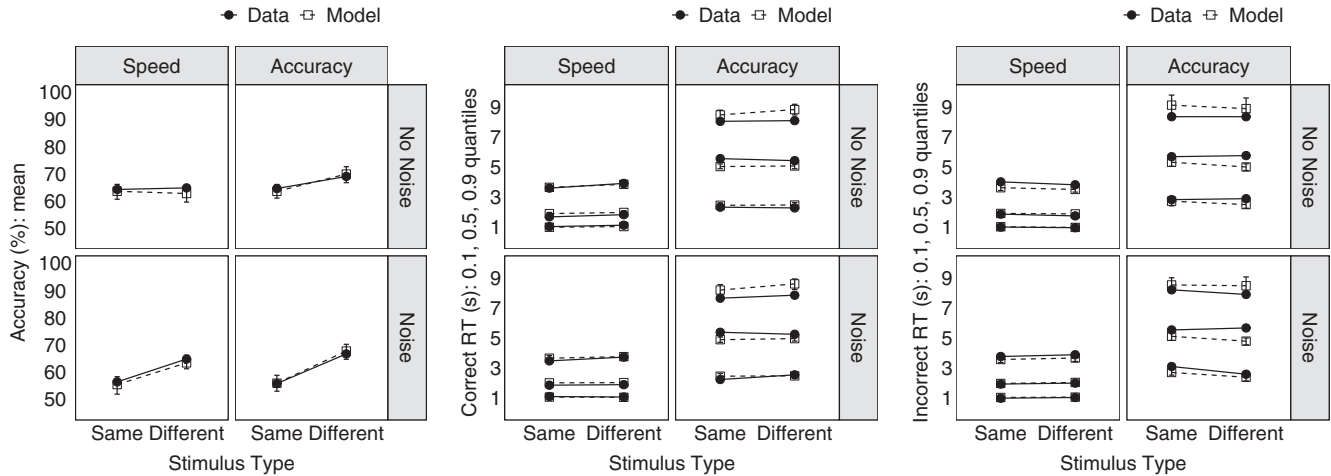 Data Model
Speed Accuracy
Accuracy (%): mean
100
90
80
70
60
50
No Noise
100
90
80
70
60
50
Noise
Same Different Same Different
Stimulus Type
Data Model
Speed Accuracy
Correct RT (s): 0.1, 0.5, 0.9 quantiles
9
7
5
3
1
No Noise
9
7
5
3
1
Noise
Same Different Same Different
Stimulus Type
Data Model
Speed Accuracy
Incorrect RT (s): 0.1, 0.5, 0.9 quantiles
9
7
5
3
1
No Noise
9
7
5
3
1
Noise
Same Different Same Different
Stimulus Type